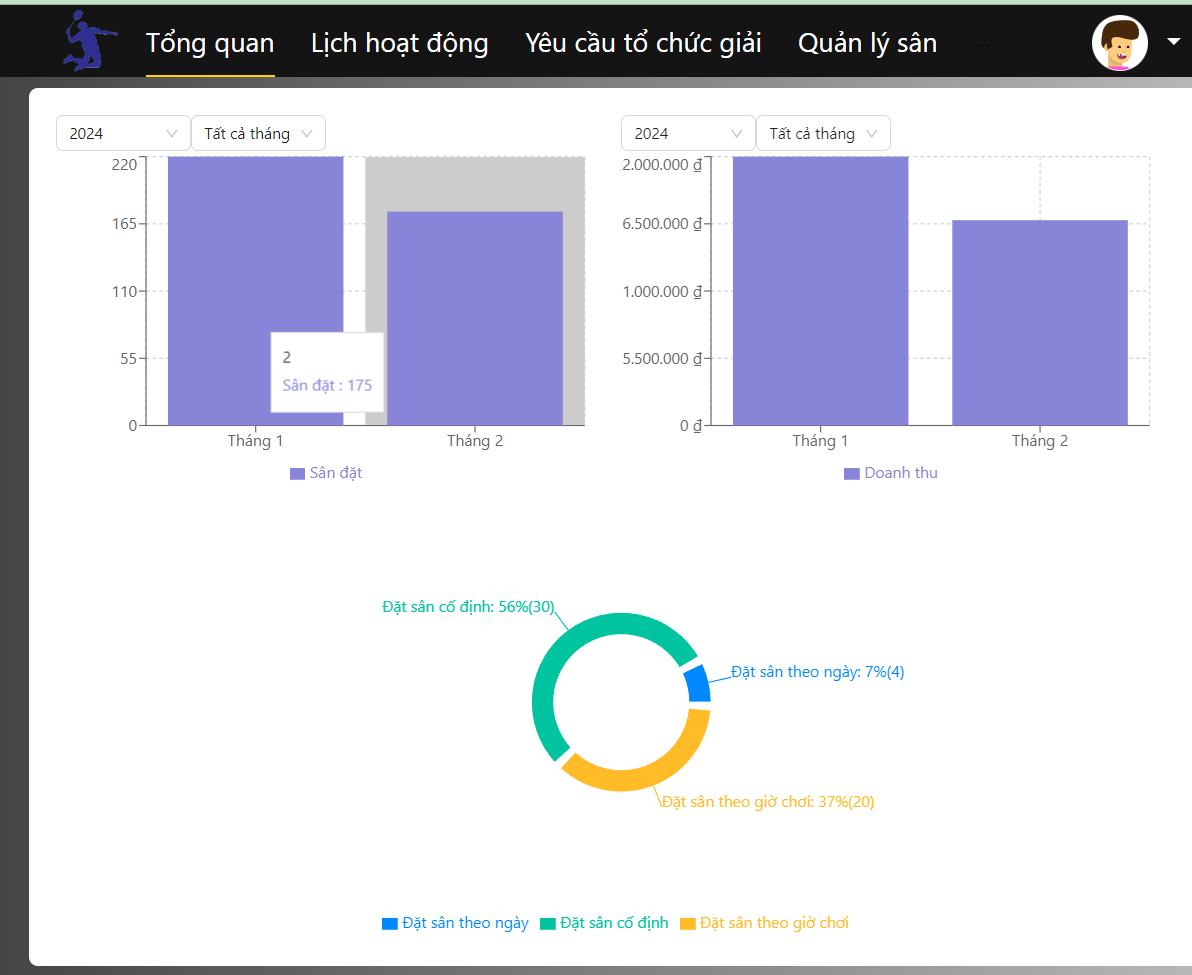 Tổng quan Lịch hoạt động Yêu cầu tổ chức giải Quản lý sân ...
2024 Tất cả tháng 2024 Tất cả tháng
220
165
110
55
0
2
Sân đặt : 175
Tháng 1 Tháng 2
Sân đặt
2.000.000 ₫
6.500.000 ₫
1.000.000 ₫
5.500.000 ₫
0 ₫
Tháng 1 Tháng 2
Doanh thu
Đặt sân cố định: 56%(30)
Đặt sân theo ngày: 7%(4)
Đặt sân theo giờ chơi: 37%(20)
Đặt sân theo ngày Đặt sân cố định Đặt sân theo giờ chơi